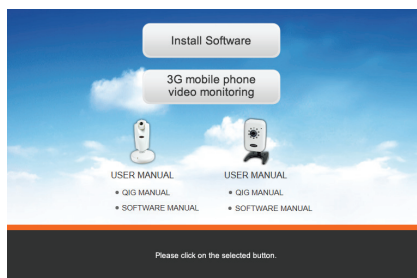 Install Software
3G mobile phone
video monitoring
USER MANUAL
• QIG MANUAL
• SOFTWARE MANUAL
USER MANUAL
• QIG MANUAL
• SOFTWARE MANUAL
Please click on the selected button.